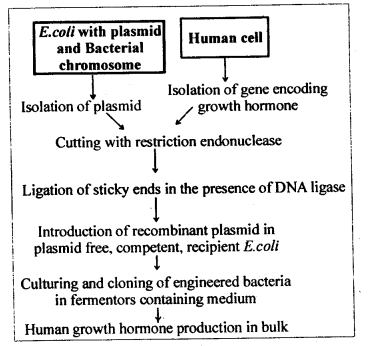 E.coli with plasmid
and Bacterial
chromosome
Human cell
Isolation of plasmid
Isolation of gene encoding
growth hormone
Cutting with restriction endonuclease
Ligation of sticky ends in the presence of DNA ligase
Introduction of recombinant plasmid in
plasmid free, competent, recipient E.coli
Culturing and cloning of engineered bacteria
in fermentors containing medium
Human growth hormone production in bulk